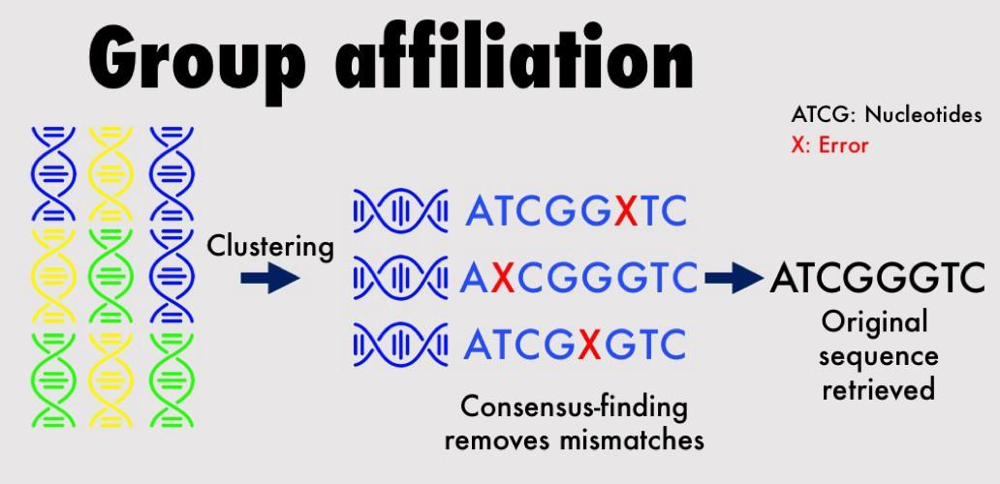 Group affiliation
ATCG: Nucleotides
X: Error
Clustering
ATCGGXTC
AXCGGGTC
ATCGXGTC
ATCGGGTC
Original
sequence
retrieved
Consensus-finding
removes mismatches